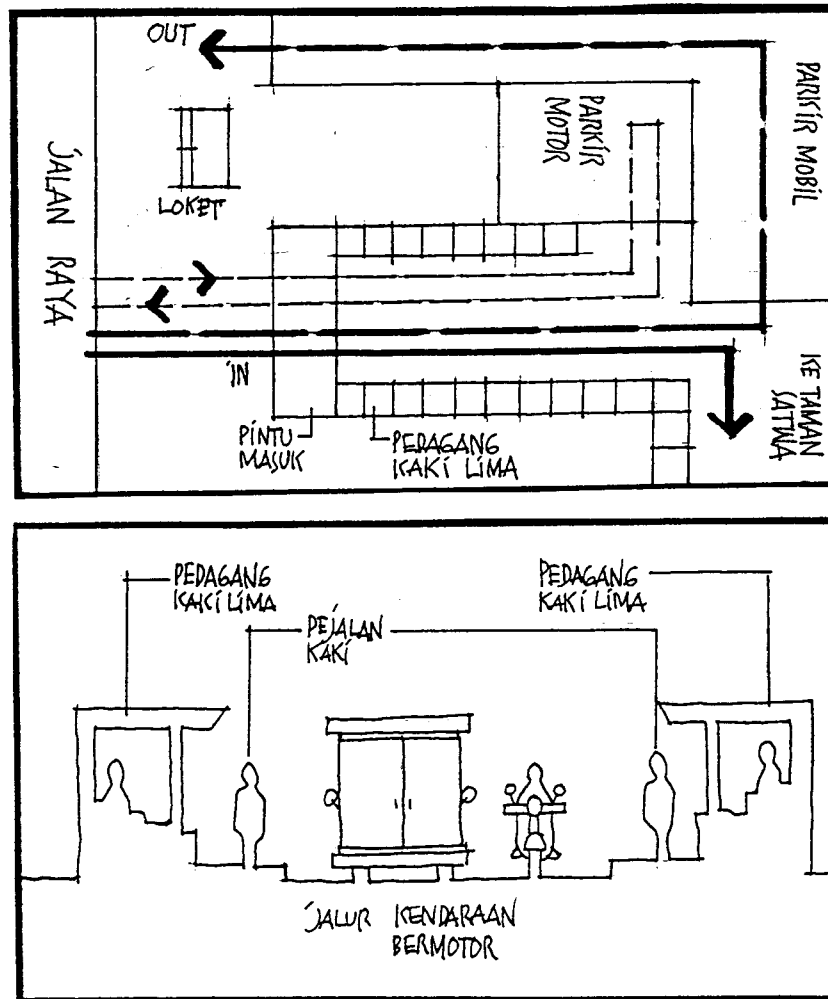 OUT
PARKIR MOBIL
PARKIR
MOTOR
JALAN RAYA
LOKET
IN
KE TAMAN
SATWA
PINTU
MASUK
PEDAGANG
KAKI LIMA
PEDAGANG
KAKI LIMA
PEDAGANG
KAKI LIMA
PEJALAN
KAKI
JALUR KENDARAAN
BERMOTOR